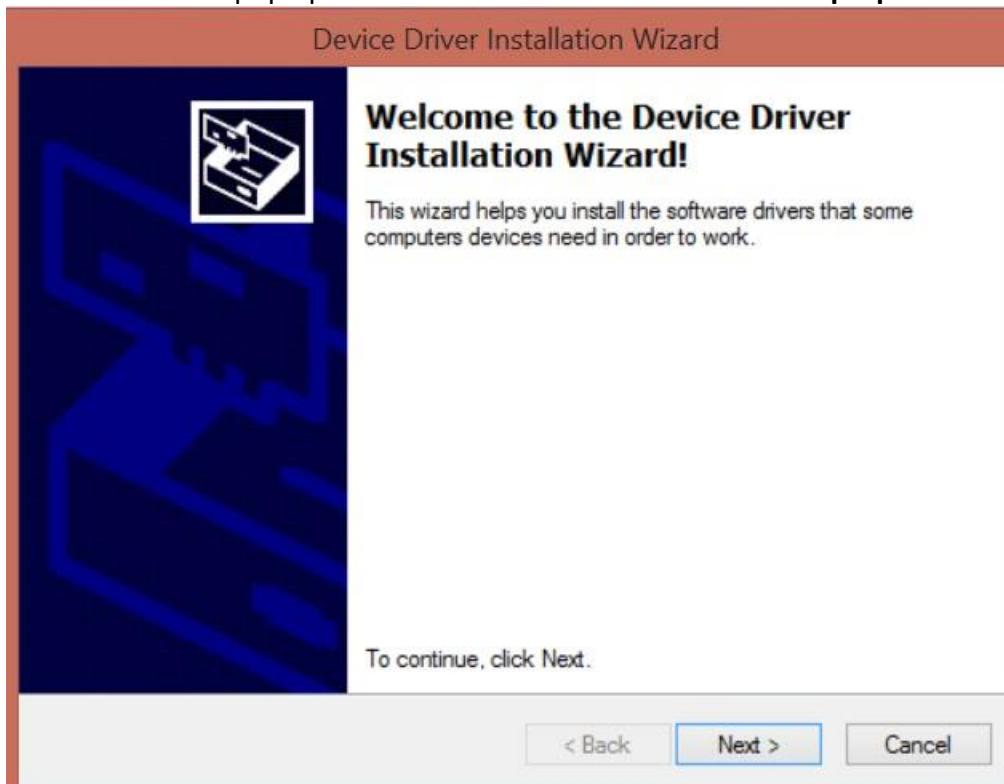 Device Driver Installation Wizard
Welcome to the Device Driver
Installation Wizard!
This wizard helps you install the software drivers that some
computers devices need in order to work.
To continue, click Next.
< Back
Next >
Cancel